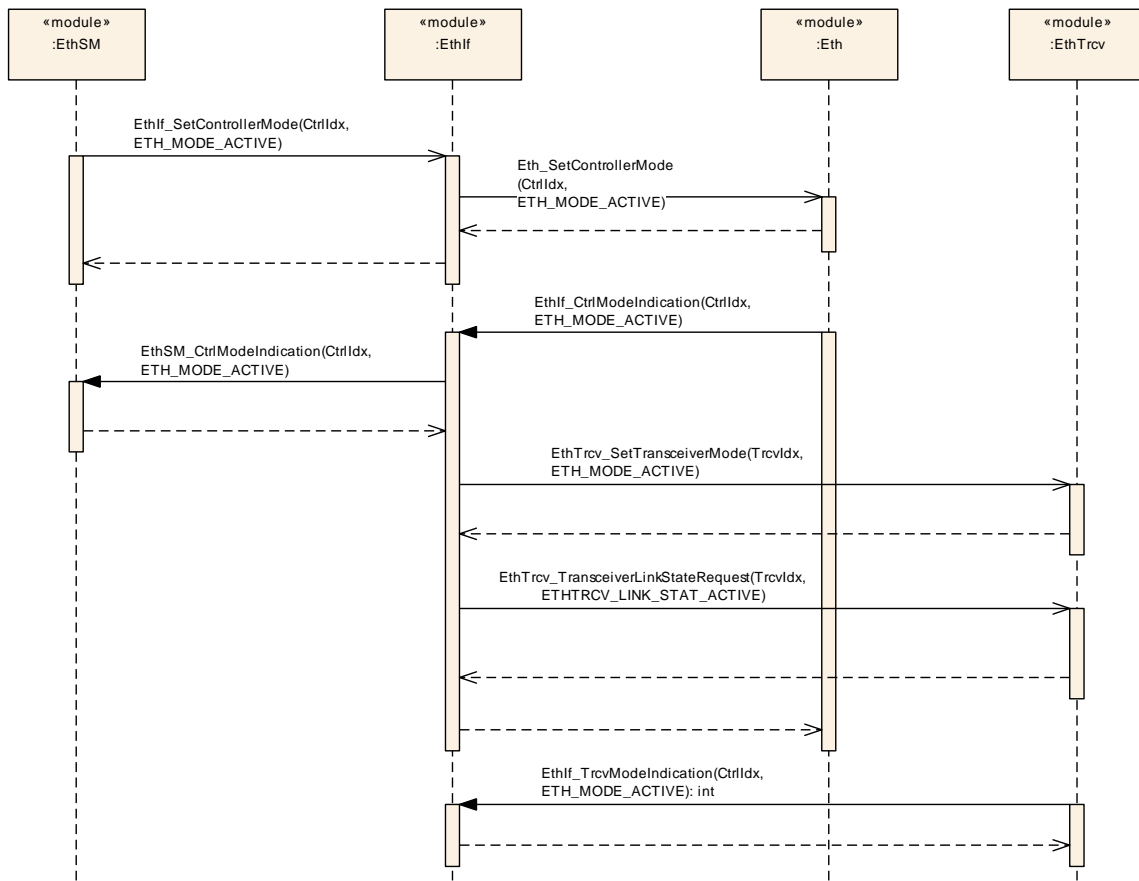 «module»
:EthSM
«module»
:EthIf
«module»
:Eth
«module»
:EthTrcv
EthIf_SetControllerMode(CtrlIdx,
ETH_MODE_ACTIVE)
Eth_SetControllerMode
(CtrlIdx,
ETH_MODE_ACTIVE)
EthIf_CtrlModeIndication(CtrlIdx,
ETH_MODE_ACTIVE)
EthSM_CtrlModeIndication(CtrlIdx,
ETH_MODE_ACTIVE)
EthTrcv_SetTransceiverMode(TrcvIdx,
ETH_MODE_ACTIVE)
EthTrcv_TransceiverLinkStateRequest(TrcvIdx,
ETHTRCV_LINK_STAT_ACTIVE)
EthIf_TrcvModeIndication(CtrlIdx,
ETH_MODE_ACTIVE): int